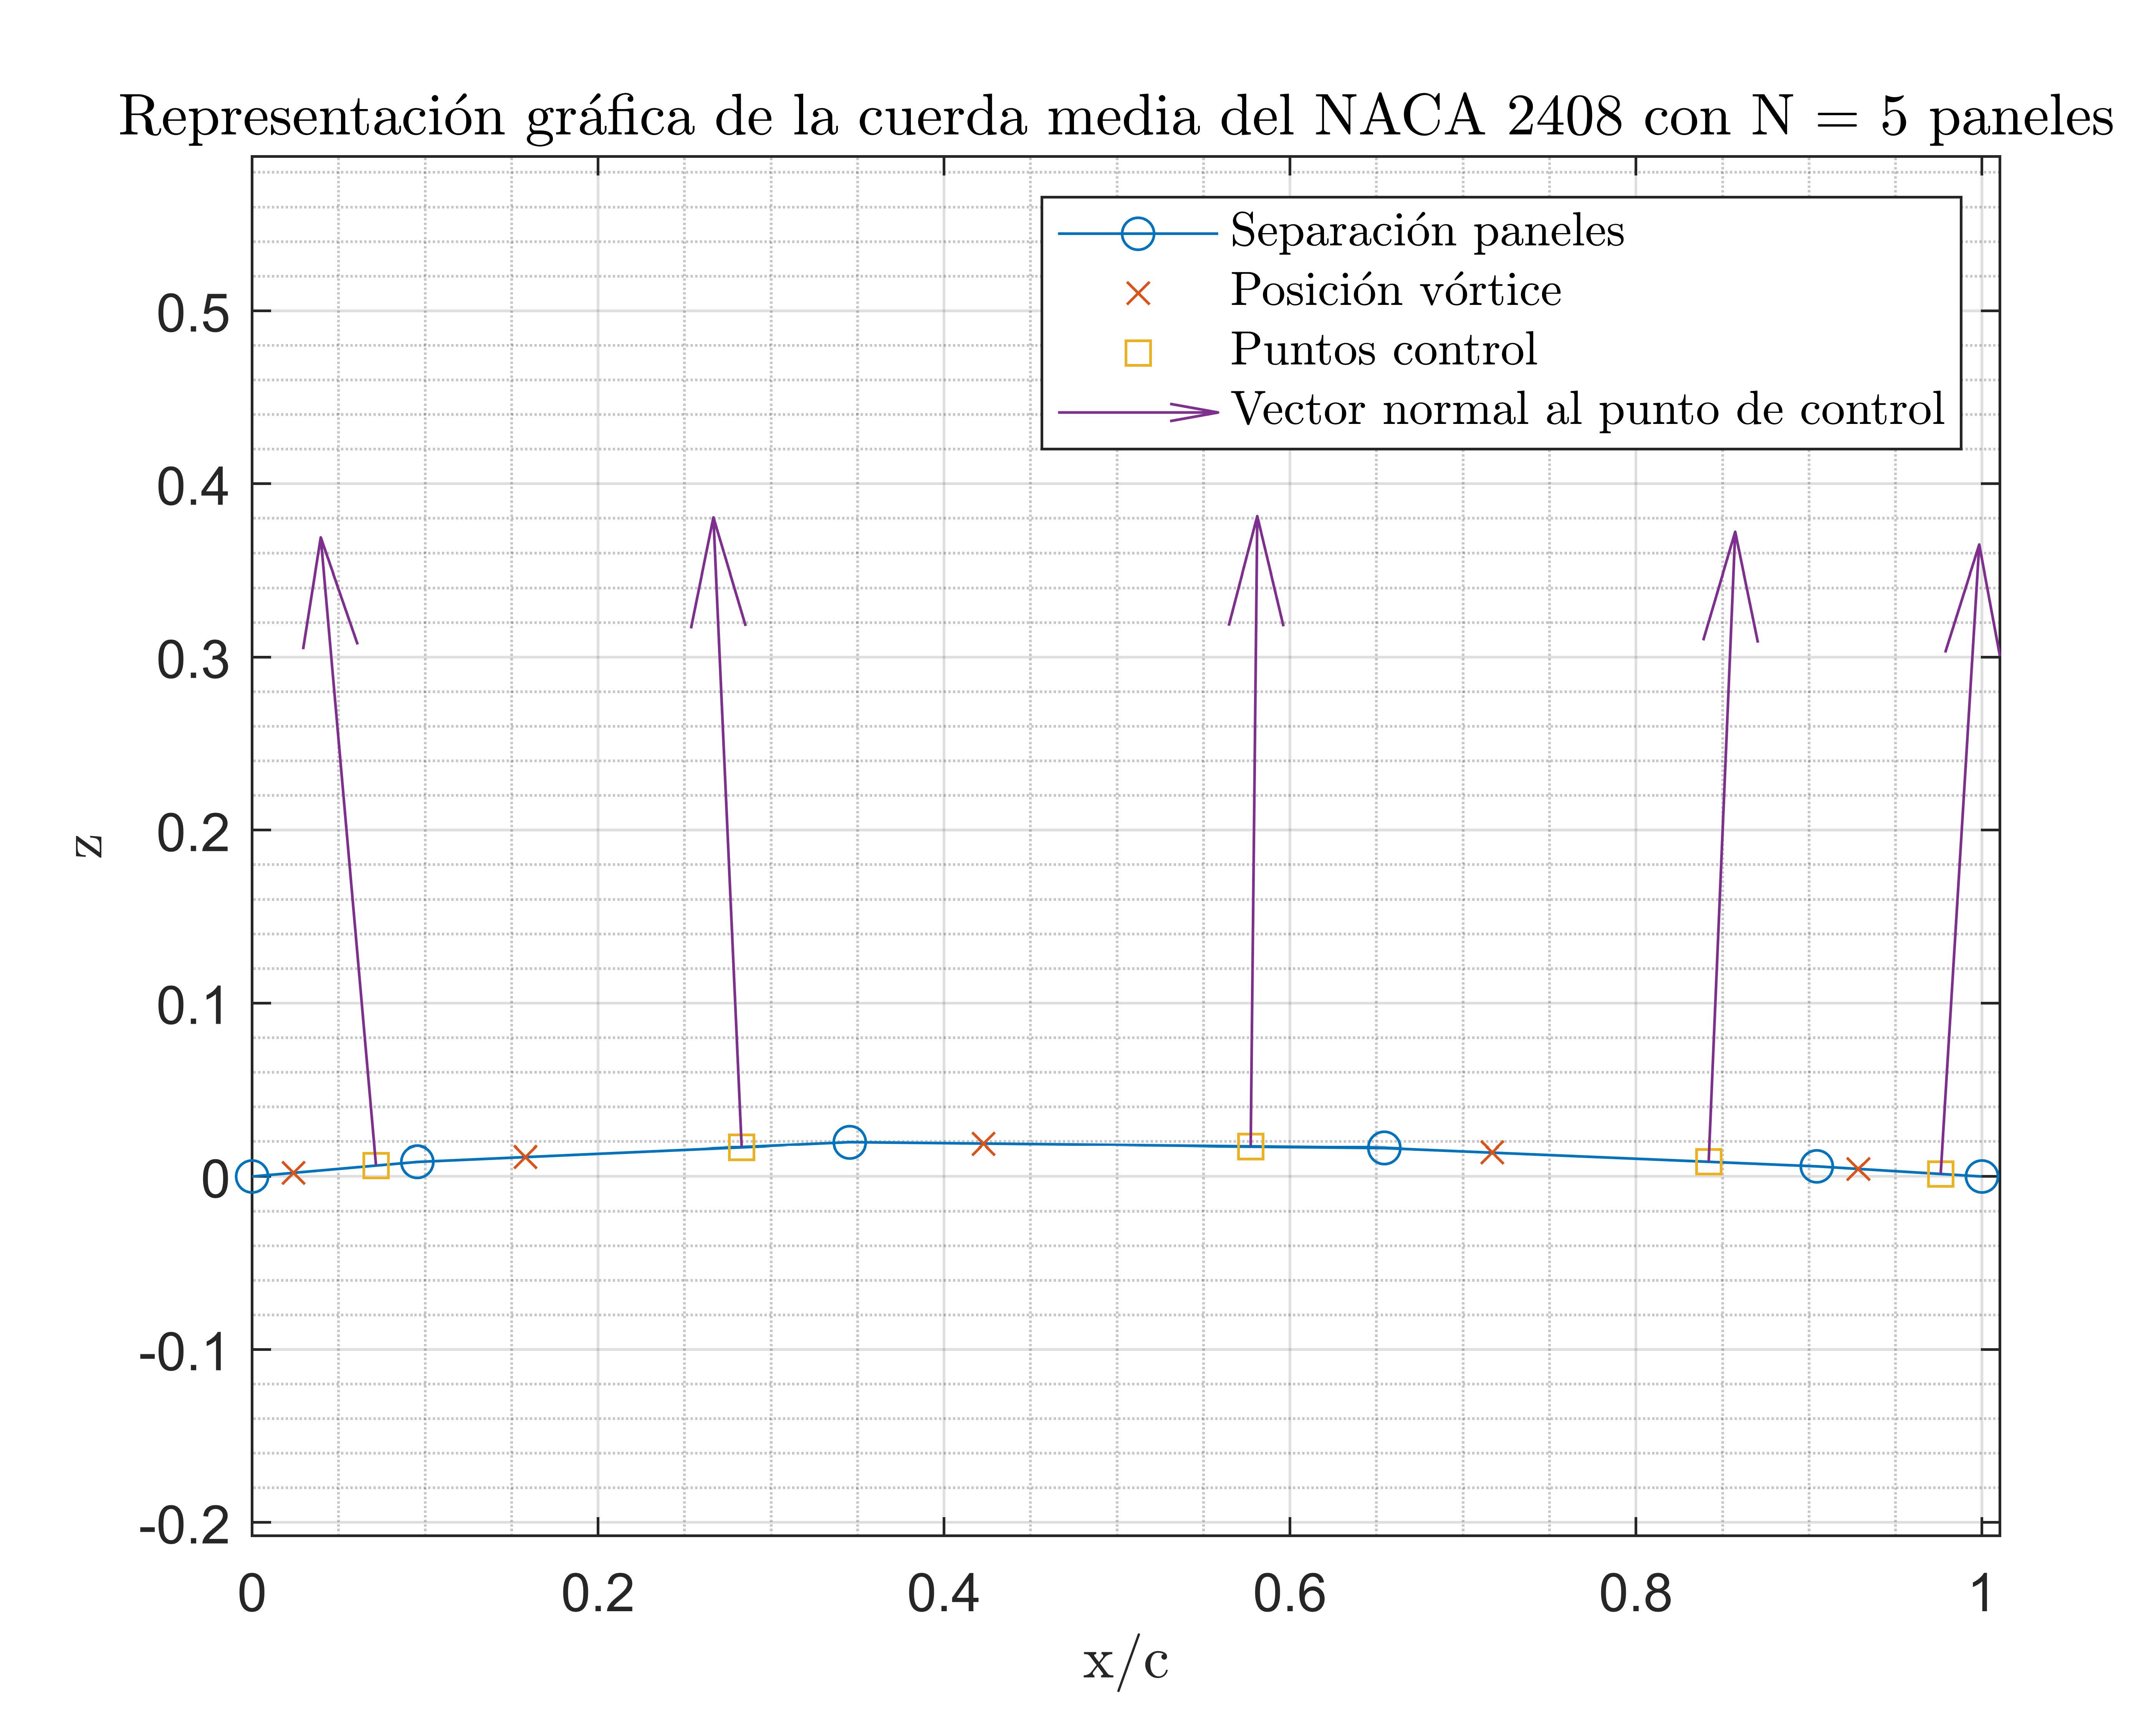 Representación gráfica de la cuerda media del NACA 2408 con N = 5 paneles
Separación paneles
Posición vórtice
Puntos control
Vector normal al punto de control
0.5
0.4
0.3
0.2
0.1
0
-0.1
-0.2
z
0 0.2 0.4 0.6 0.8 1
x/c